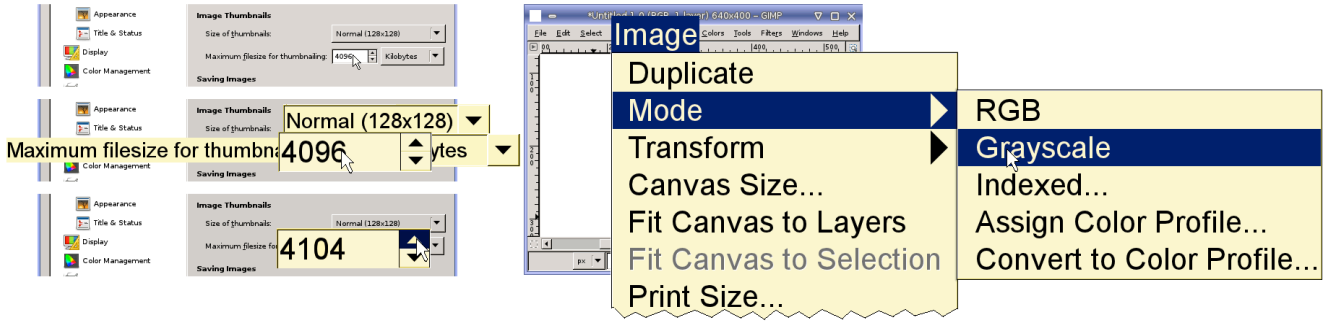 Appearance
Image Thumbnails
Title & Status
Size of thumbnails:
Normal (128x128)
Display
Maximum filesize for thumbnailing:
4096
Kilobytes
Color Management
Saving Images
Appearance
Image Thumbnails
Normal (128x128)
Title & Status
Size of thumbnails:
Maximum filesize for thumbna
4096
ytes
Color Management
Saving Images
Appearance
Image Thumbnails
Title & Status
Size of thumbnails:
Normal (128x128)
Display
Maximum filesize fo
4104
Color Management
Saving Images
*Untitled-1.0 (RGB, 1 layer) 640x400 – GIMP
File Edit Select
Image
Colors Tools Filters Windows Help
400
500
Duplicate
Mode
RGB
Transform
Grayscale
Canvas Size...
Indexed...
Fit Canvas to Layers
Assign Color Profile...
px
Fit Canvas to Selection
Convert to Color Profile...
Print Size...